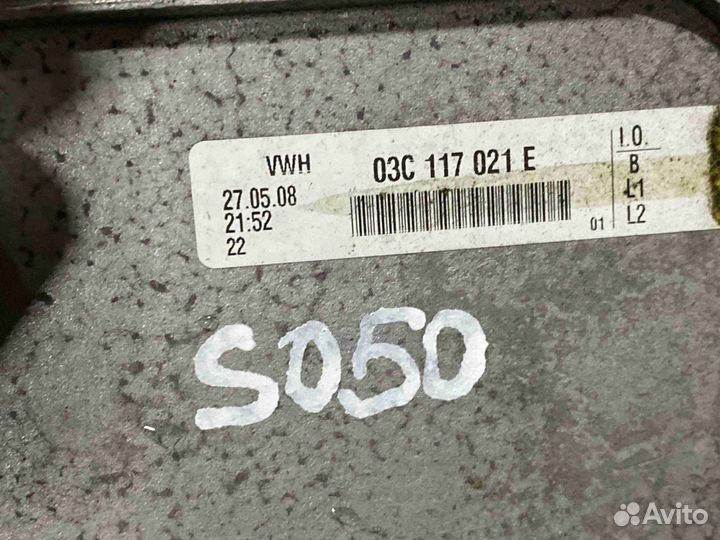 VWH 03C 117 021 E
27.05.08
21:52
22
01
I.O.
B
L1
L2
S050
Avito